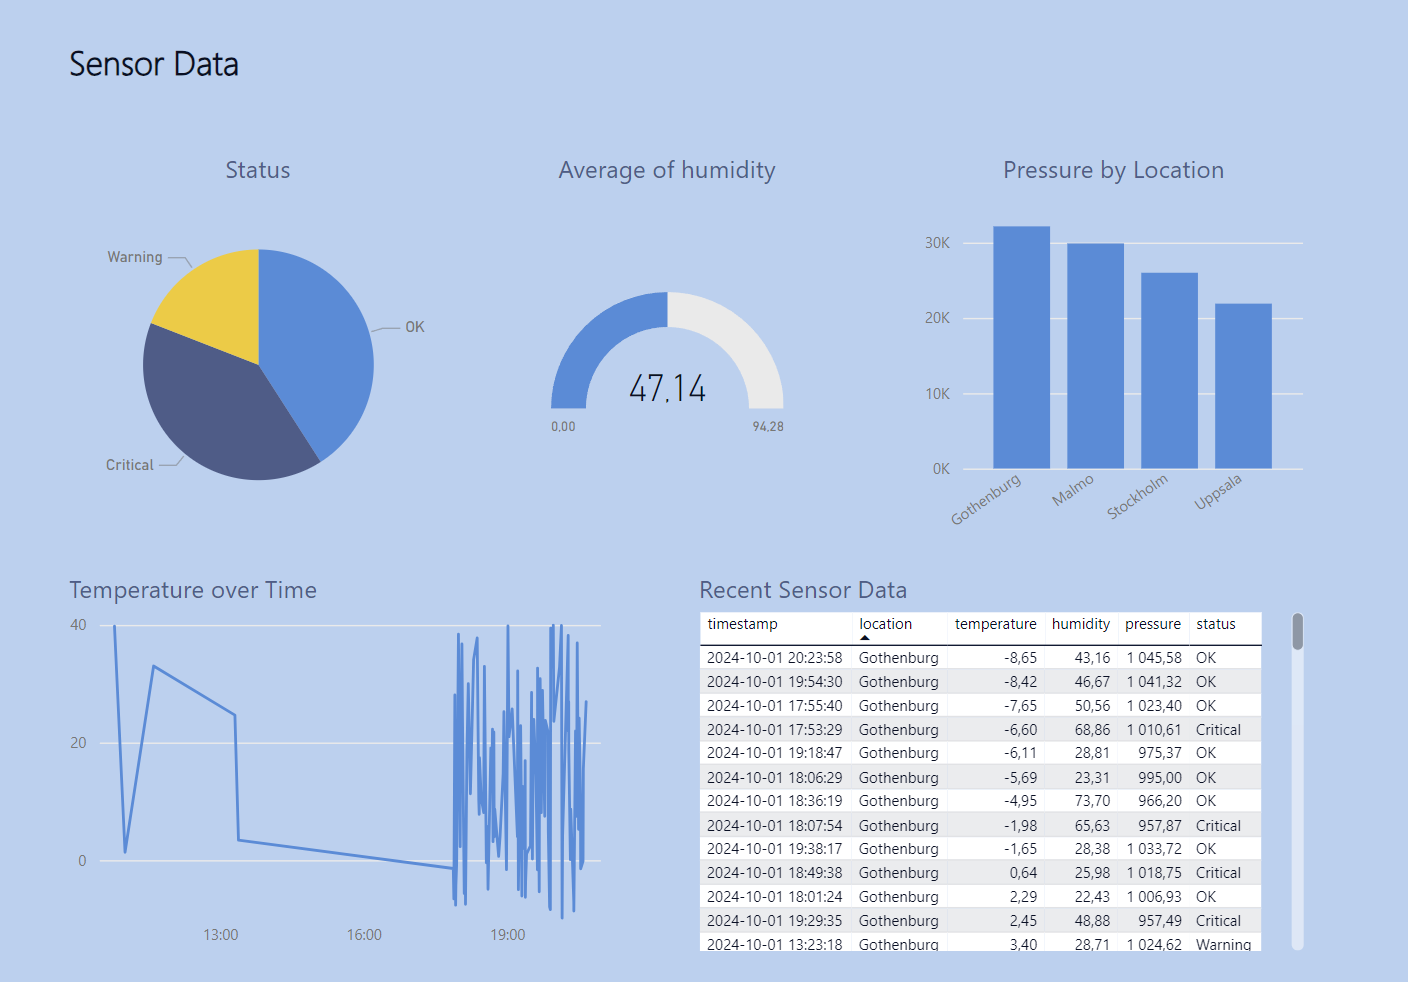 Sensor Data
Status
Warning
OK
Critical
Average of humidity
47,14
0,00 94,28
Pressure by Location
30K
20K
10K
0K
Gothenburg Malmo Stockholm Uppsala
Temperature over Time
40
20
0
13:00 16:00 19:00
Recent Sensor Data
timestamp location temperature humidity pressure status
2024-10-01 20:23:58 Gothenburg -8,65 43,16 1 045,58 OK
2024-10-01 19:54:30 Gothenburg -8,42 46,67 1 041,32 OK
2024-10-01 17:55:40 Gothenburg -7,65 50,56 1 023,40 OK
2024-10-01 17:53:29 Gothenburg -6,60 68,86 1 010,61 Critical
2024-10-01 19:18:47 Gothenburg -6,11 28,81 975,37 OK
2024-10-01 18:06:29 Gothenburg -5,69 23,31 995,00 OK
2024-10-01 18:36:19 Gothenburg -4,95 73,70 966,20 OK
2024-10-01 18:07:54 Gothenburg -1,98 65,63 957,87 Critical
2024-10-01 19:38:17 Gothenburg -1,65 28,38 1 033,72 OK
2024-10-01 18:49:38 Gothenburg 0,64 25,98 1 018,75 Critical
2024-10-01 18:01:24 Gothenburg 2,29 22,43 1 006,93 OK
2024-10-01 19:29:35 Gothenburg 2,45 48,88 957,49 Critical
2024-10-01 13:23:18 Gothenburg 3,40 28,71 1 024,62 Warning